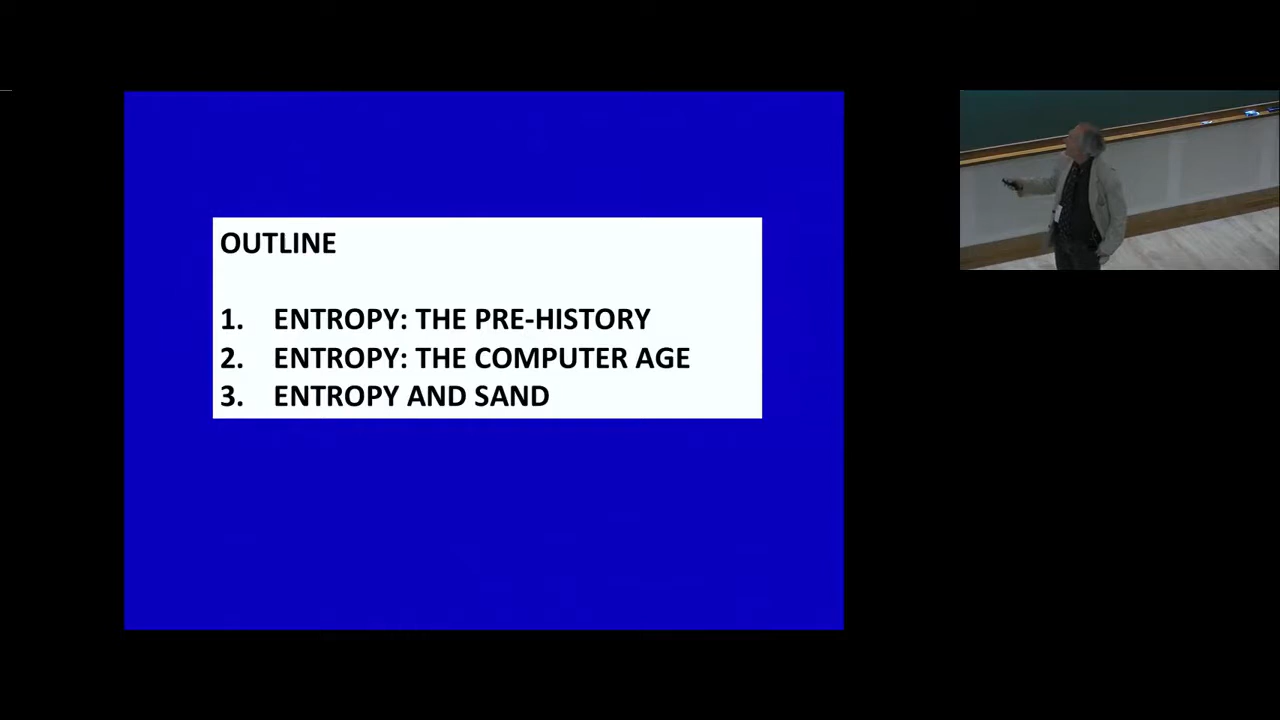 OUTLINE
1. ENTROPY: THE PRE-HISTORY
2. ENTROPY: THE COMPUTER AGE
3. ENTROPY AND SAND